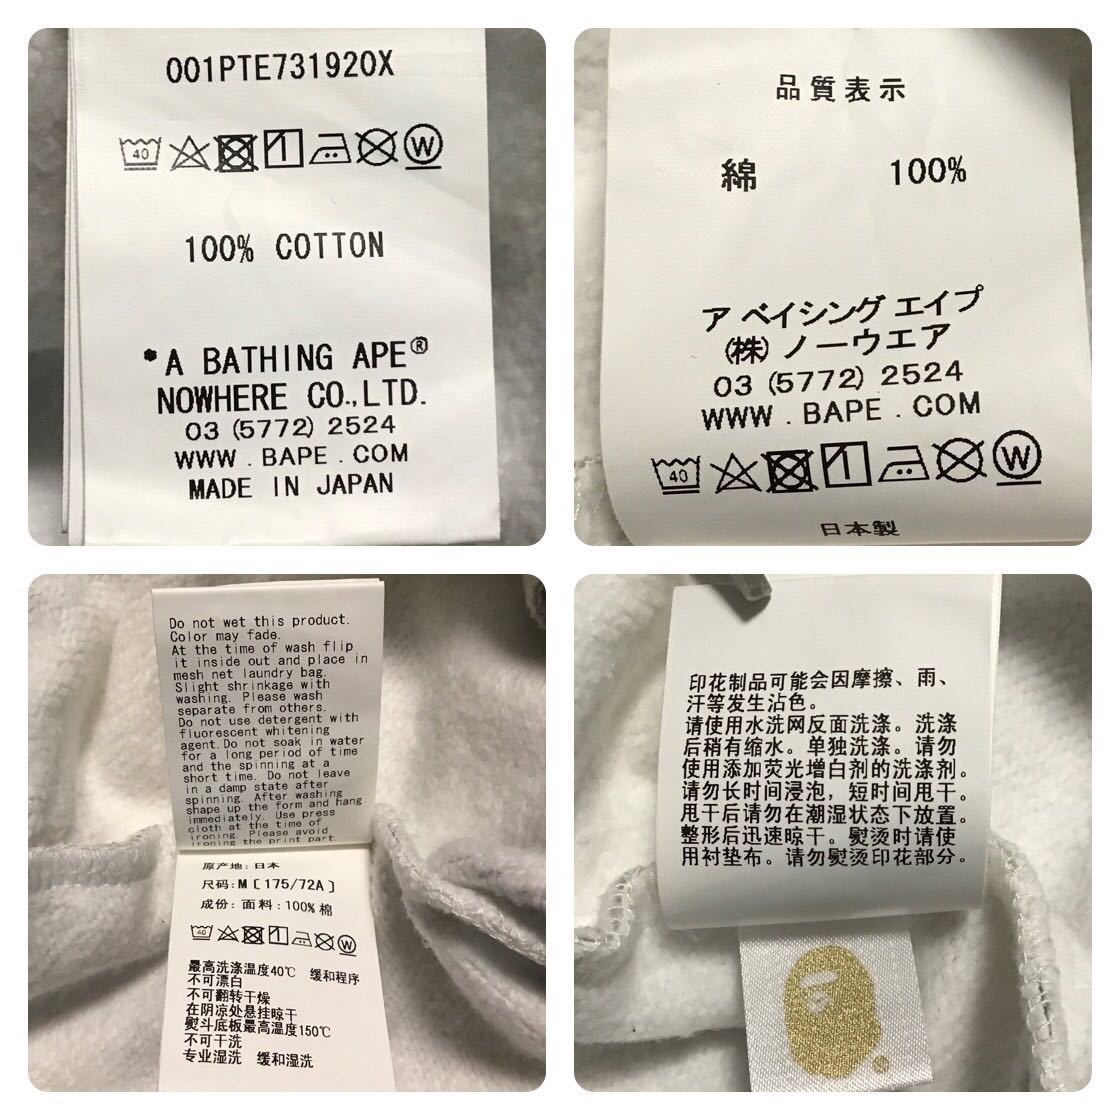 001PTE731920X
40 1 W
100% COTTON
*A BATHING APE®
NOWHERE CO.,LTD.
03 (5772) 2524
WWW . BAPE . COM
MADE IN JAPAN
品質表示
綿 100%
ア ベイシング エイプ
(株) ノーウエア
03 (5772) 2524
WWW . BAPE . COM
40 1 W
日本製
Do not wet this product.
Color may fade.
At the time of wash flip
it inside out and place in
mesh net laundry bag.
Slight shrinkage with
washing. Please wash
separate from others.
Do not use detergent with
fluorescent whitening
agent.Do not soak in water
for a long period of time
and the spinning at a
short time. Do not leave
in a damp state after
spinning. After washing
shape up the form and hang
immediately. Use press
cloth at the time of
ironing. Please avoid
ironing the print part.
原产地: 日本
尺码: M [175/72A]
成份: 面料: 100% 棉
40 1 W
最高洗涤温度40℃ 缓和程序
不可漂白
不可翻转干燥
在阴凉处悬挂晾干
熨斗底板最高温度150℃
不可干洗
专业湿洗 缓和湿洗
印花制品可能会因摩擦、雨、
汗等发生沾色。
请使用水洗网反面洗涤。洗涤
后稍有缩水。单独洗涤。请勿
使用添加荧光增白剂的洗涤剂。
请勿长时间浸泡，短时间甩干。
甩干后请勿在潮湿状态下放置。
整形后迅速晾干。熨烫时请使
用衬垫布。请勿熨烫印花部分。
®